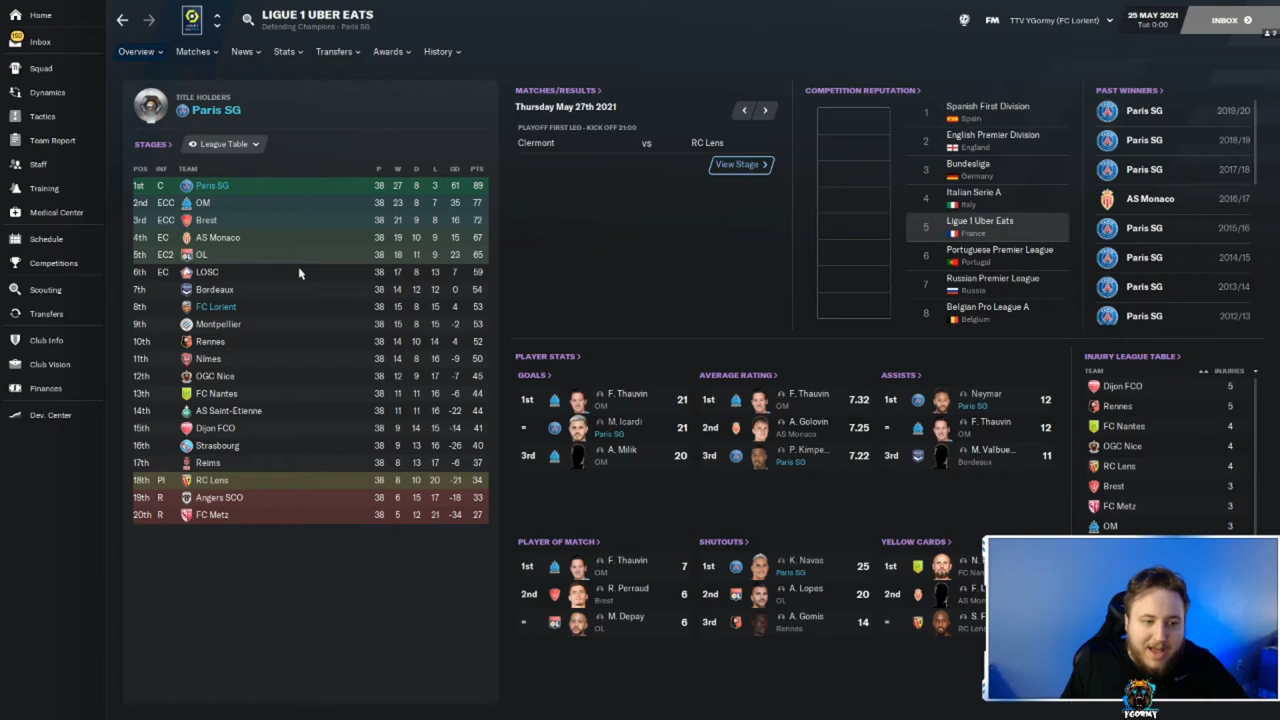 Home
Inbox
Squad
Dynamics
Tactics
Team Report
Staff
Training
Medical Center
Schedule
Competitions
Scouting
Transfers
Club Info
Club Vision
Finances
Dev. Center
LIGUE 1 UBER EATS
Defending Champions - Paris SG
FM TTV YGormy (FC Lorient)
25 MAY 2021
Tue 0:00
INBOX
Overview Matches News Stats Transfers Awards History
TITLE HOLDERS
Paris SG
STAGES > League Table
POS INF TEAM P W D L GD PTS
1st C Paris SG 38 27 8 3 61 89
2nd ECC OM 38 23 8 7 35 77
3rd ECC Brest 38 21 9 8 16 72
4th EC AS Monaco 38 19 10 9 15 67
5th EC2 OL 38 18 11 9 23 65
6th EC LOSC 38 17 8 13 7 59
7th Bordeaux 38 14 12 12 0 54
8th FC Lorient 38 15 8 15 4 53
9th Montpellier 38 15 8 15 -2 53
10th Rennes 38 14 10 14 4 52
11th Nîmes 38 14 8 16 -9 50
12th OGC Nice 38 12 9 17 -7 45
13th FC Nantes 38 11 11 16 -6 44
14th AS Saint-Etienne 38 11 11 16 -22 44
15th Dijon FCO 38 9 14 15 -14 41
16th Strasbourg 38 9 13 16 -26 40
17th Reims 38 8 13 17 -6 37
18th Pl RC Lens 38 8 10 20 -21 34
19th R Angers SCO 38 6 15 17 -18 33
20th R FC Metz 38 5 12 21 -34 27
MATCHES/RESULTS >
Thursday May 27th 2021
PLAYOFF FIRST LEG - KICK OFF 21:00
Clermont vs RC Lens
View Stage >
COMPETITION REPUTATION >
1 Spanish First Division
Spain
2 English Premier Division
England
3 Bundesliga
Germany
4 Italian Serie A
Italy
5 Ligue 1 Uber Eats
France
6 Portuguese Premier League
Portugal
7 Russian Premier League
Russia
8 Belgian Pro League A
Belgium
PAST WINNERS >
Paris SG 2019/20
Paris SG 2018/19
Paris SG 2017/18
AS Monaco 2016/17
Paris SG 2015/16
Paris SG 2014/15
Paris SG 2013/14
Paris SG 2012/13
PLAYER STATS >
GOALS >
1st F. Thauvin 21
OM
= M. Icardi 21
Paris SG
3rd A. Milik 20
OM
AVERAGE RATING >
1st F. Thauvin 7.32
OM
2nd A. Golovin 7.25
AS Monaco
3rd P. Kimpe... 7.22
Paris SG
ASSISTS >
1st Neymar 12
Paris SG
= F. Thauvin 12
OM
3rd M. Valbue... 11
Bordeaux
INJURY LEAGUE TABLE >
TEAM INJURIES
Dijon FCO 5
Rennes 5
FC Nantes 4
OGC Nice 4
RC Lens 4
Brest 3
FC Metz 3
OM 3
PLAYER OF MATCH >
1st F. Thauvin 7
OM
2nd R. Perraud 6
Brest
= M. Depay 6
OL
SHUTOUTS >
1st K. Navas 25
Paris SG
2nd A. Lopes 20
OL
3rd A. Gomis 14
Rennes
YELLOW CARDS >
1st N.
FC Na
2nd F. L
AS Mo
= S. F
RC Len
YGORMY